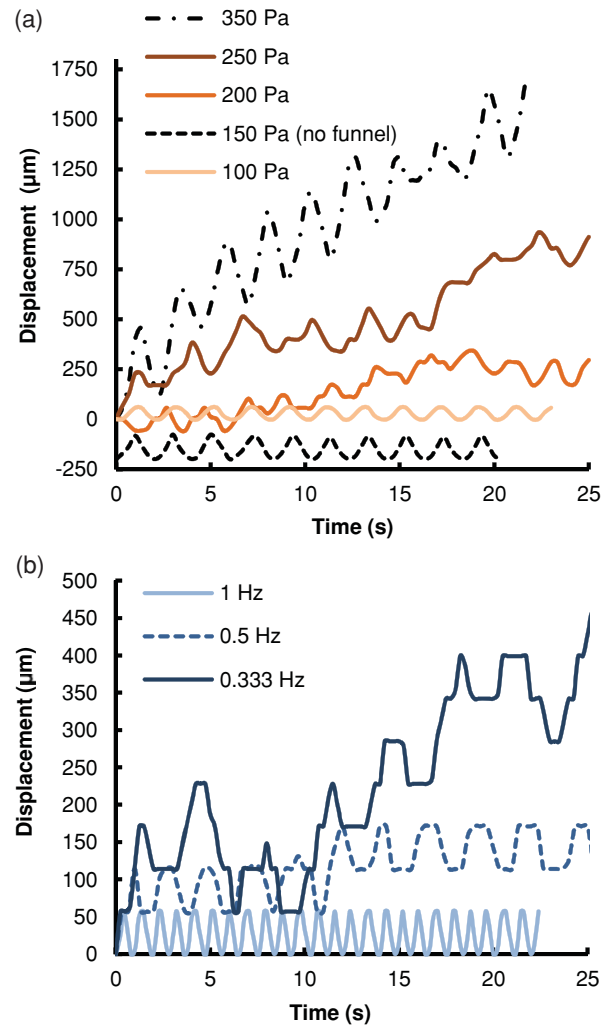 (a)
350 Pa
250 Pa
200 Pa
150 Pa (no funnel)
100 Pa
1750
1500
1250
1000
750
500
250
0
-250
Displacement (µm)
0 5 10 15 20 25
Time (s)
(b)
1 Hz
0.5 Hz
0.333 Hz
500
450
400
350
300
250
200
150
100
50
0
Displacement (µm)
0 5 10 15 20 25
Time (s)